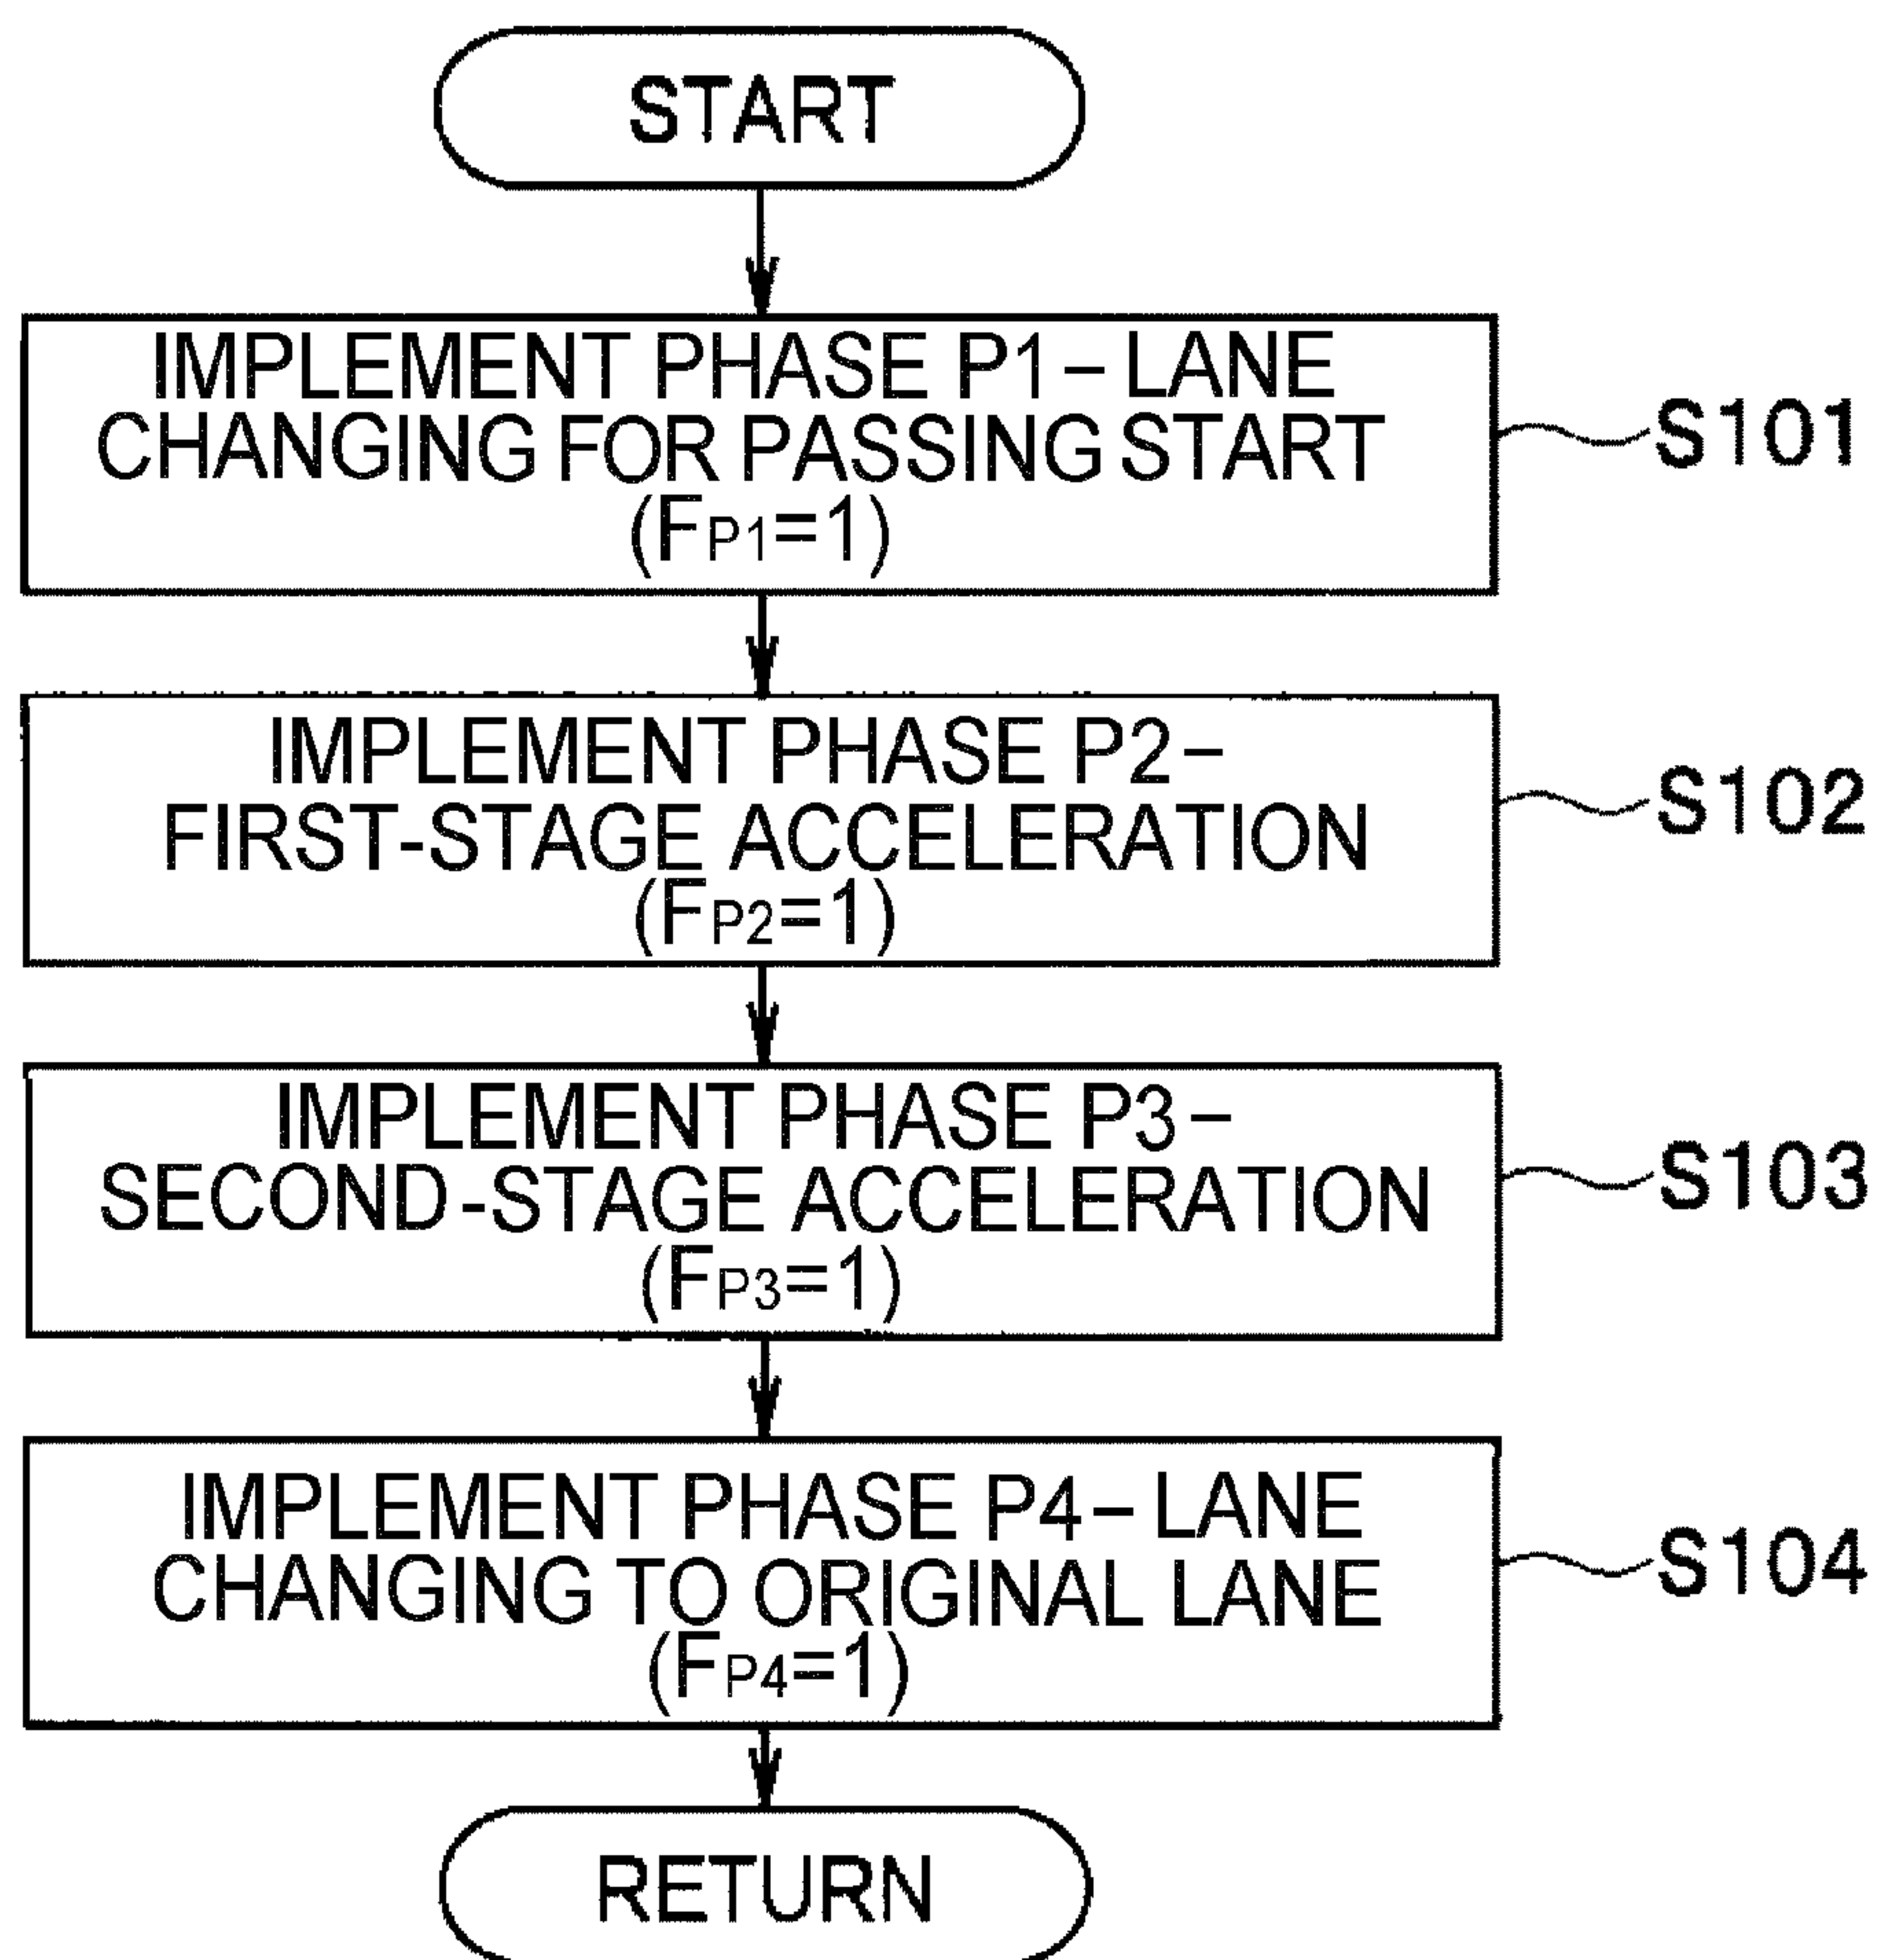 START
IMPLEMENT PHASE P1– LANE
CHANGING FOR PASSING START
(FP1=1)
S101
IMPLEMENT PHASE P2–
FIRST-STAGE ACCELERATION
(FP2=1)
S102
IMPLEMENT PHASE P3–
SECOND-STAGE ACCELERATION
(FP3=1)
S103
IMPLEMENT PHASE P4– LANE
CHANGING TO ORIGINAL LANE
(FP4=1)
S104
RETURN